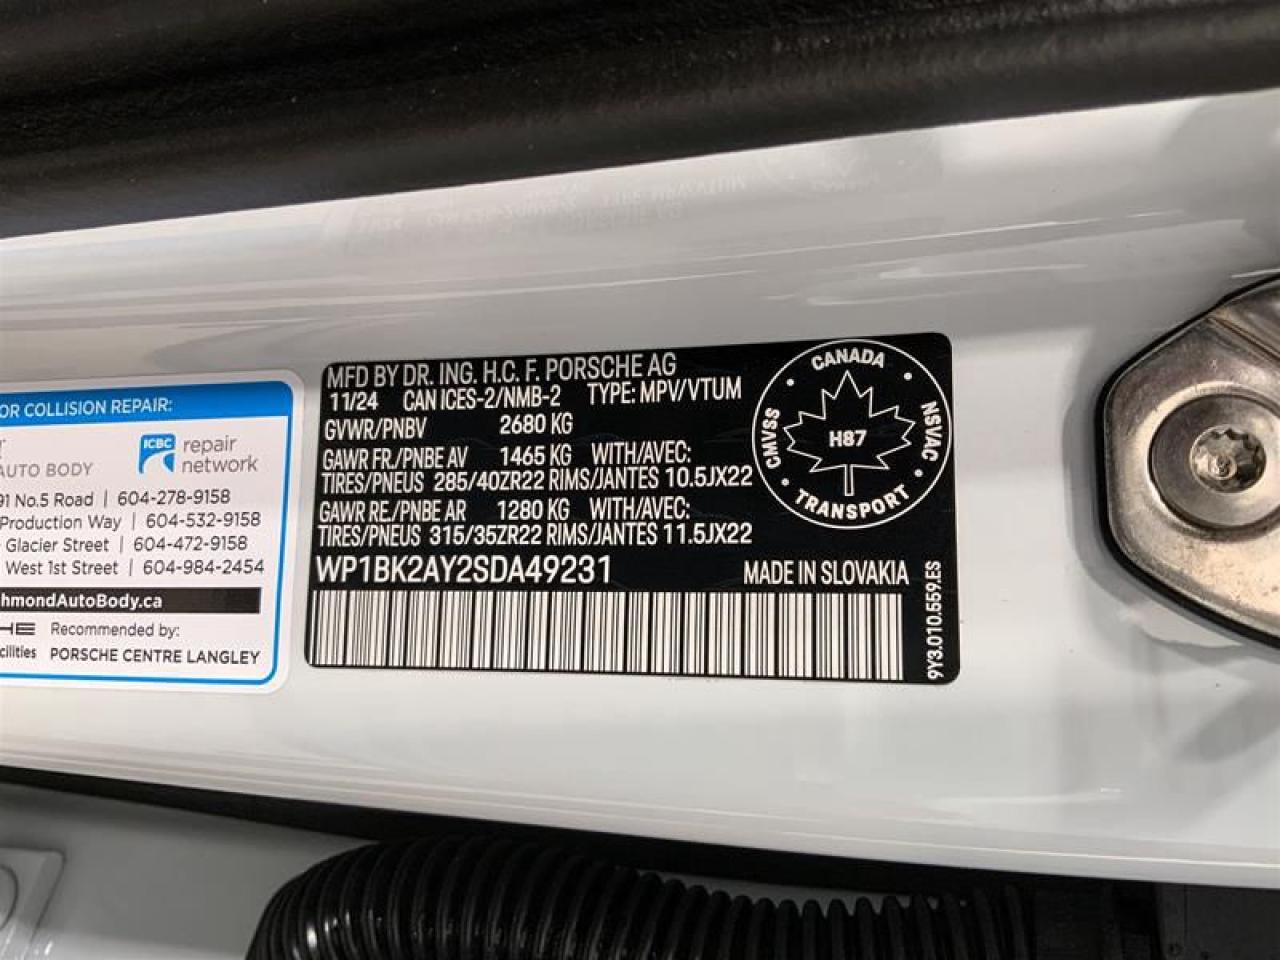 OR COLLISION REPAIR:
AUTO BODY
ICBC repair
network
91 No.5 Road | 604-278-9158
Production Way | 604-532-9158
Glacier Street | 604-472-9158
West 1st Street | 604-984-2454
hmondAutoBody.ca
HE Recommended by:
cilities PORSCHE CENTRE LANGLEY
MFD BY DR. ING. H.C. F. PORSCHE AG
11/24 CAN ICES-2/NMB-2 TYPE: MPV/VTUM
GVWR/PNBV 2680 KG
GAWR FR./PNBE AV 1465 KG WITH/AVEC:
TIRES/PNEUS 285/40ZR22 RIMS/JANTES 10.5JX22
GAWR RE./PNBE AR 1280 KG WITH/AVEC:
TIRES/PNEUS 315/35ZR22 RIMS/JANTES 11.5JX22
WP1BK2AY2SDA49231 MADE IN SLOVAKIA
CANADA
CMVSS
H87
NSVAC
TRANSPORT
9Y3.010.559.ES